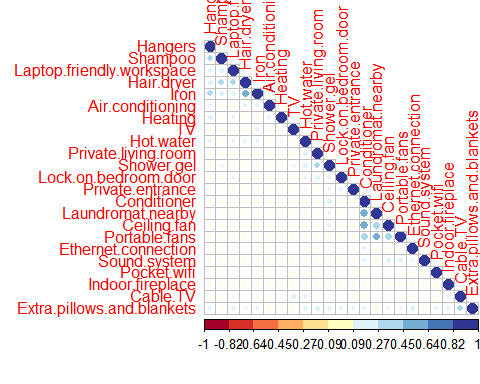 Hangers
Shampoo
Laptop.friendly.workspace
Hair.dryer
Iron
Air.conditioning
Heating
TV
Hot.water
Private.living.room
Shower.gel
Lock.on.bedroom.door
Private.entrance
Conditioner
Laundromat.nearby
Ceiling.fan
Portable.fans
Ethernet.connection
Sound.system
Pocket.wifi
Indoor.fireplace
Cable.TV
Extra.pillows.and.blankets
Hair.dryer
Iron
Heating
TV
Hot.water
Private.living.room
Shower.gel
Lock.on.bedroom.door
Private.entrance
Conditioner
Laundromat.nearby
Ceiling.fan
Portable.fans
Ethernet.connection
Sound.system
Pocket.wifi
Indoor.fireplace
Cable.TV
Extra.pillows.and.blankets
-1 -0.82 0.64 0.45 0.27 0.09 0.09 0.27 0.45 0.64 0.82 1